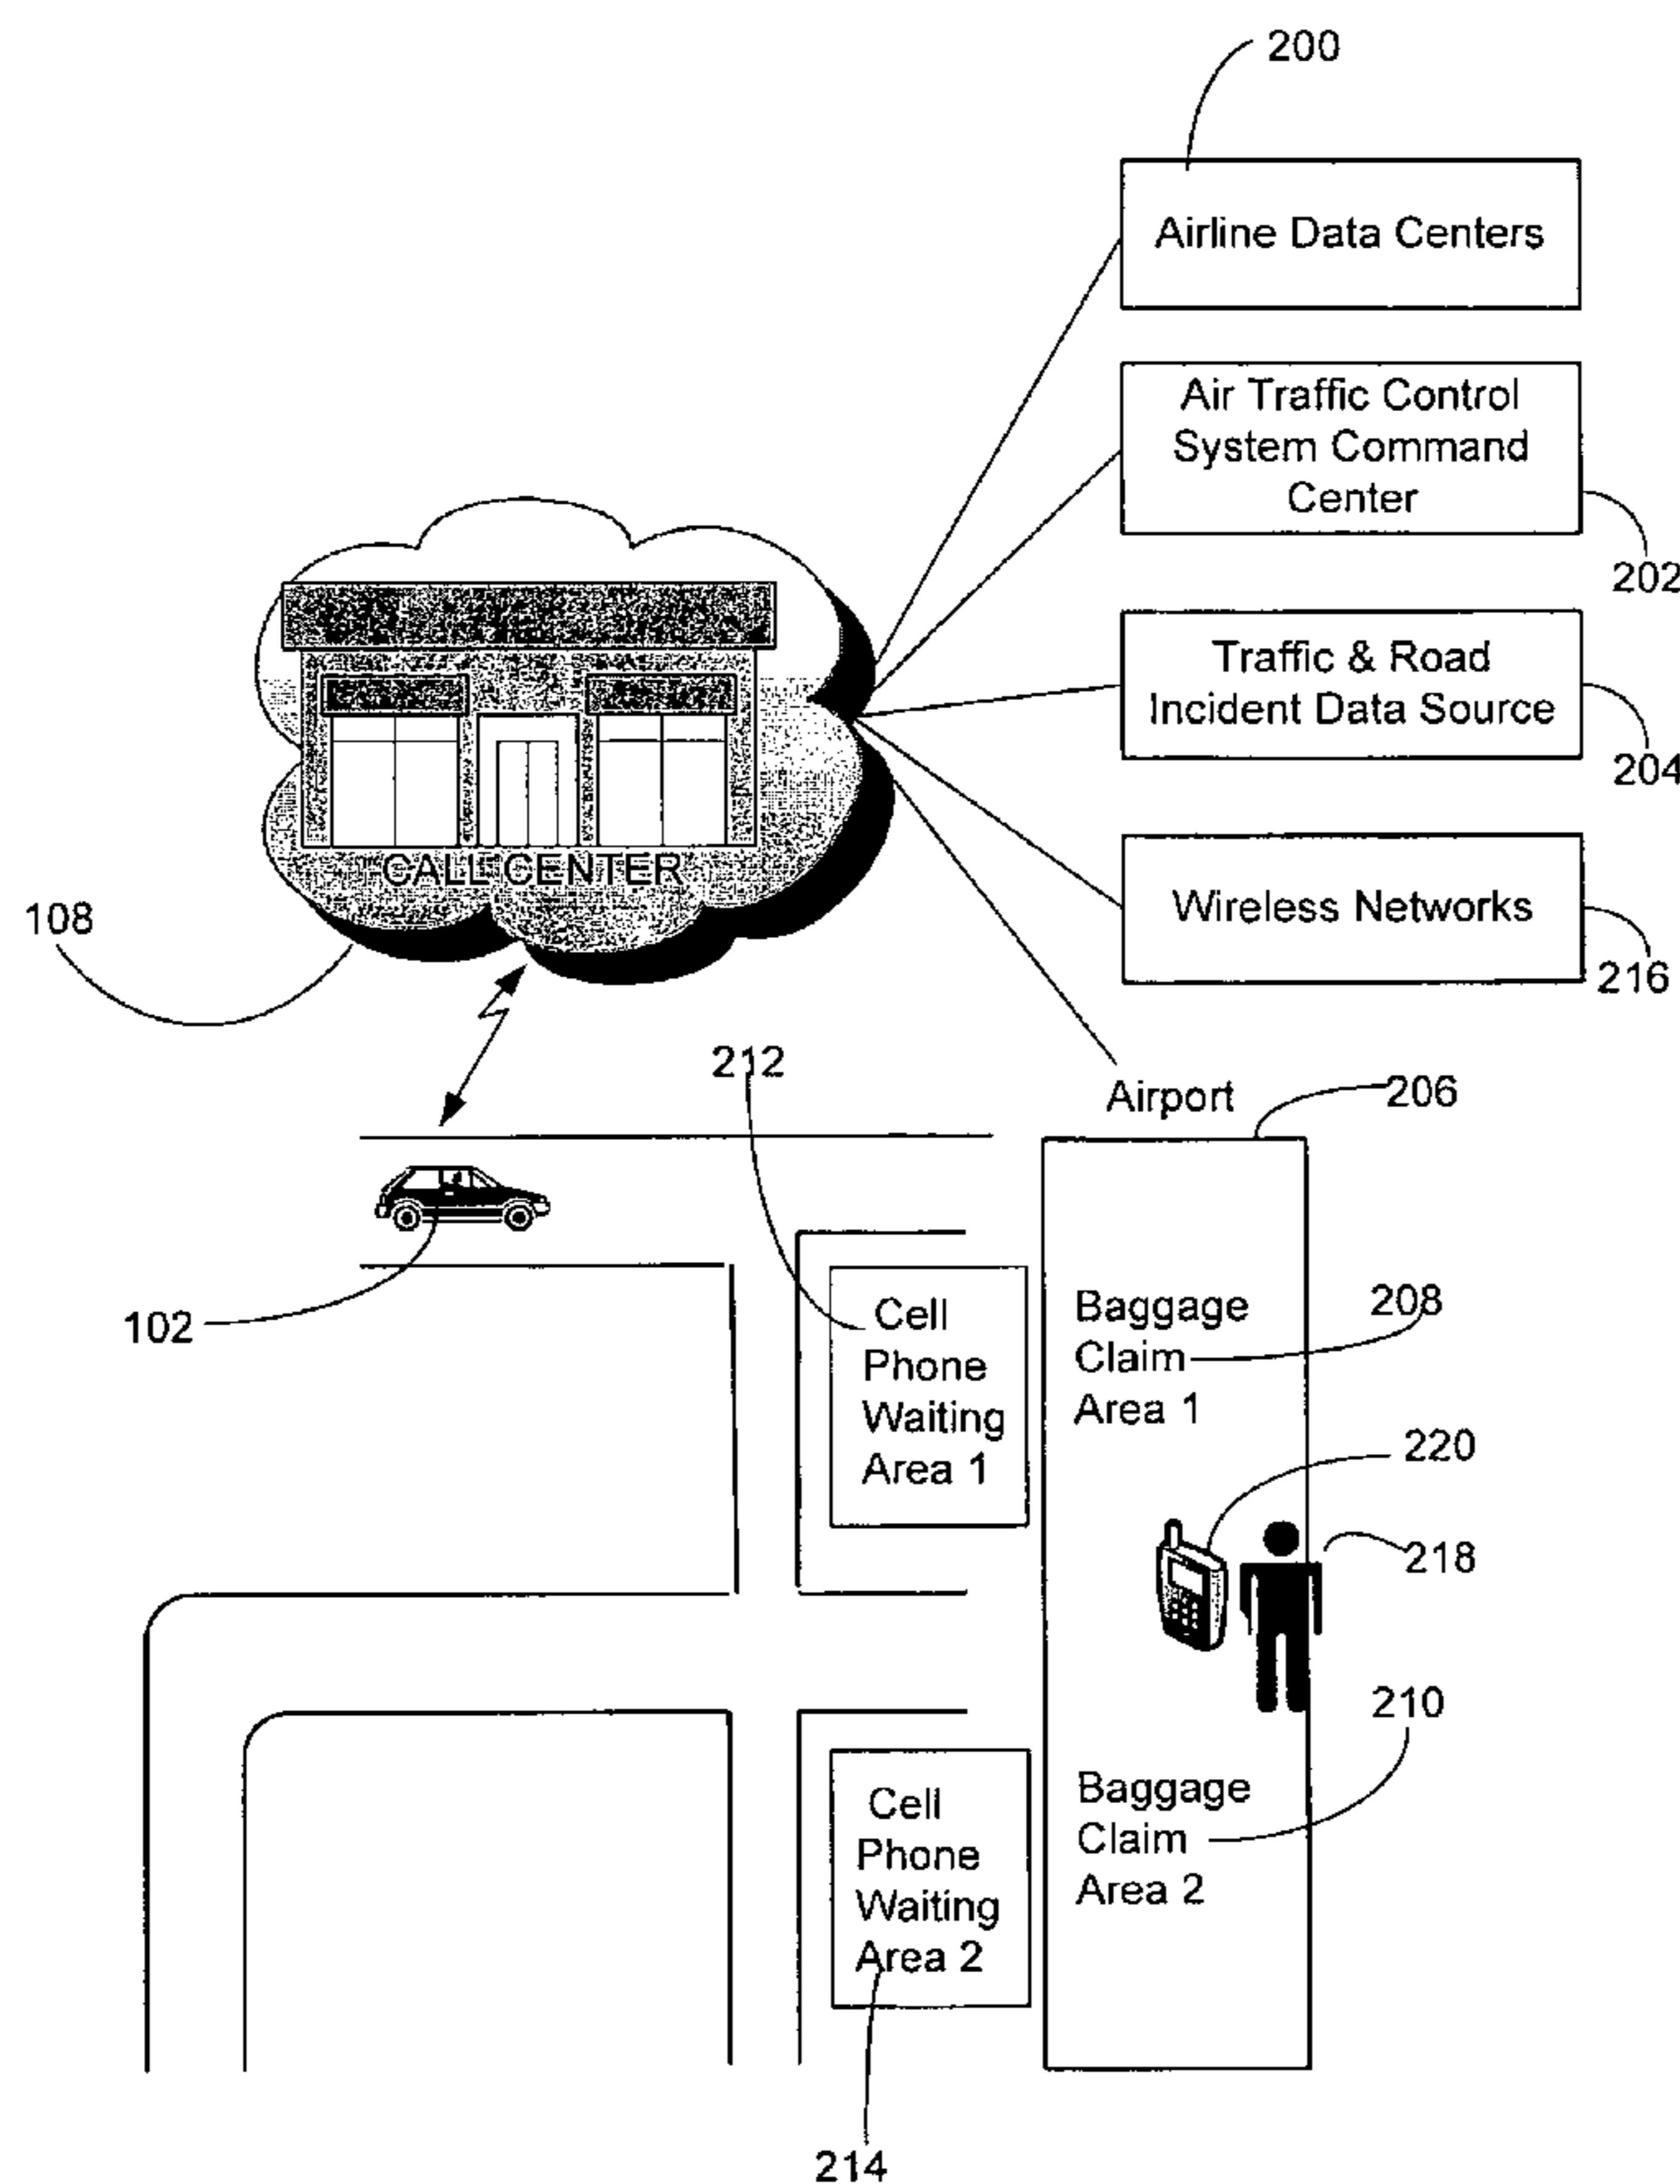 200
Airline Data Centers
Air Traffic Control
System Command
Center
202
Traffic & Road
Incident Data Source
204
CALL CENTER
108
Wireless Networks
216
212
Airport
206
102
Cell
Phone
Waiting
Area 1
Baggage
Claim
Area 1
208
220
218
210
Cell
Phone
Waiting
Area 2
Baggage
Claim
Area 2
214